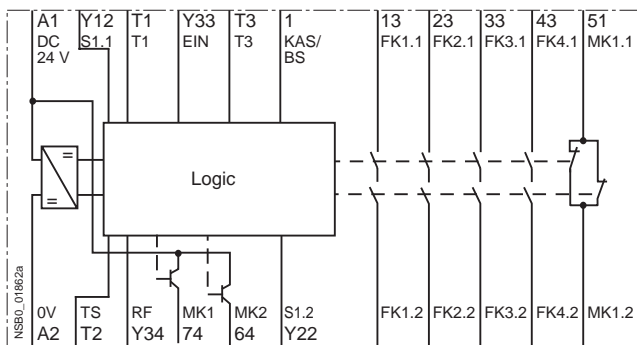 A1 Y12 T1 Y33 T3 1 13 23 33 43 51
DC S1.1 T1 EIN T3 KAS/ FK1.1 FK2.1 FK3.1 FK4.1 MK1.1
24 V BS
=
=
Logic
NSB0_01862a
0V TS RF MK1 MK2 S1.2 FK1.2 FK2.2 FK3.2 FK4.2 MK1.2
A2 T2 Y34 74 64 Y22